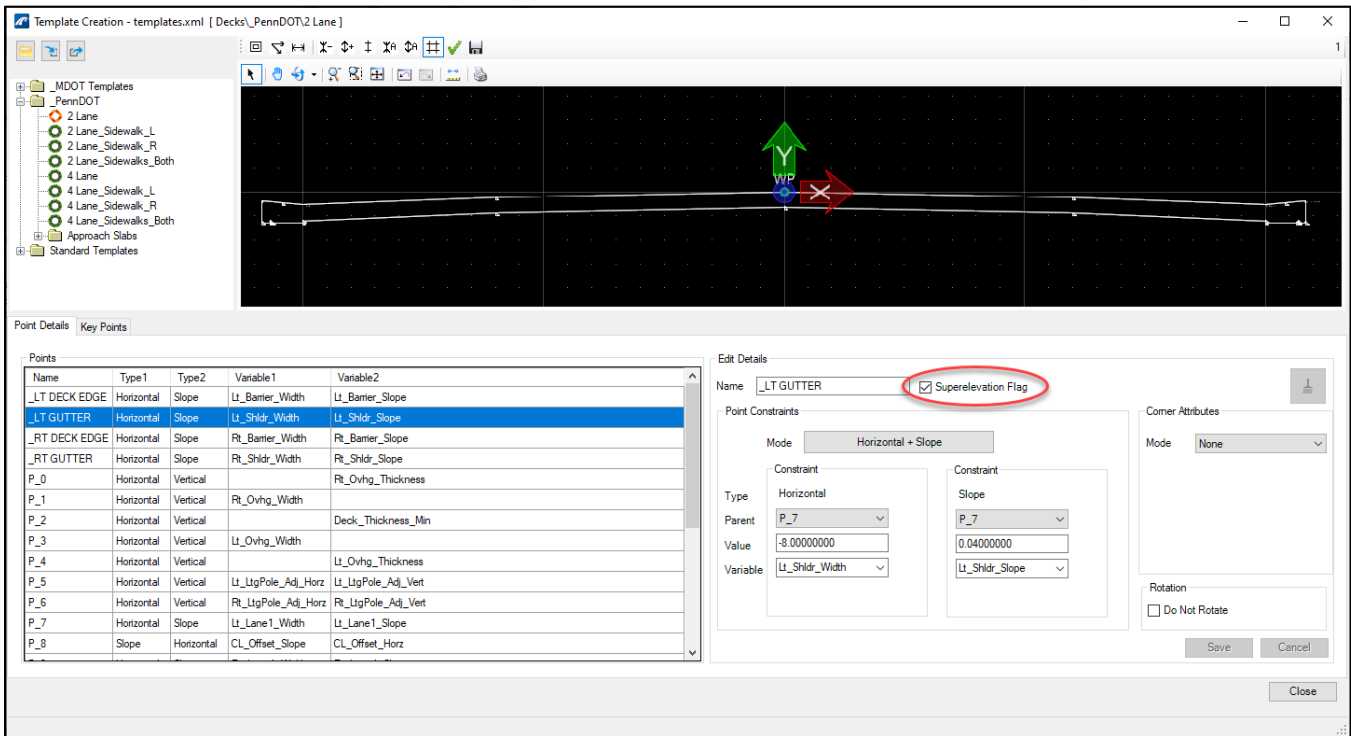 Template Creation - templates.xml [ Decks\_PennDOT\2 Lane ]
1
_MDOT Templates
_PennDOT
2 Lane
2 Lane_Sidewalk_L
2 Lane_Sidewalk_R
2 Lane_Sidewalks_Both
4 Lane
4 Lane_Sidewalk_L
4 Lane_Sidewalk_R
4 Lane_Sidewalks_Both
Approach Slabs
Standard Templates
Y
WP
X
Point Details Key Points
Points
Name Type1 Type2 Variable1 Variable2
_LT DECK EDGE Horizontal Slope Lt_Barrier_Width Lt_Barrier_Slope
_LT GUTTER Horizontal Slope Lt_Shldr_Width Lt_Shldr_Slope
_RT DECK EDGE Horizontal Slope Rt_Barrier_Width Rt_Barrier_Slope
_RT GUTTER Horizontal Slope Rt_Shldr_Width Rt_Shldr_Slope
P_0 Horizontal Vertical Rt_Ovhg_Thickness
P_1 Horizontal Vertical Rt_Ovhg_Width
P_2 Horizontal Vertical Deck_Thickness_Min
P_3 Horizontal Vertical Lt_Ovhg_Width
P_4 Horizontal Vertical Lt_Ovhg_Thickness
P_5 Horizontal Vertical Lt_LtgPole_Adj_Horz Lt_LtgPole_Adj_Vert
P_6 Horizontal Vertical Rt_LtgPole_Adj_Horz Rt_LtgPole_Adj_Vert
P_7 Horizontal Slope Lt_Lane1_Width Lt_Lane1_Slope
P_8 Slope Horizontal CL_Offset_Slope CL_Offset_Horz
Edit Details
Name _LT GUTTER Superelevation Flag
Point Constraints
Mode Horizontal + Slope
Constraint Constraint
Type Horizontal Slope
Parent P_7 P_7
Value -8.00000000 0.04000000
Variable Lt_Shldr_Width Lt_Shldr_Slope
Corner Attributes
Mode None
Rotation
Do Not Rotate
Save Cancel
Close